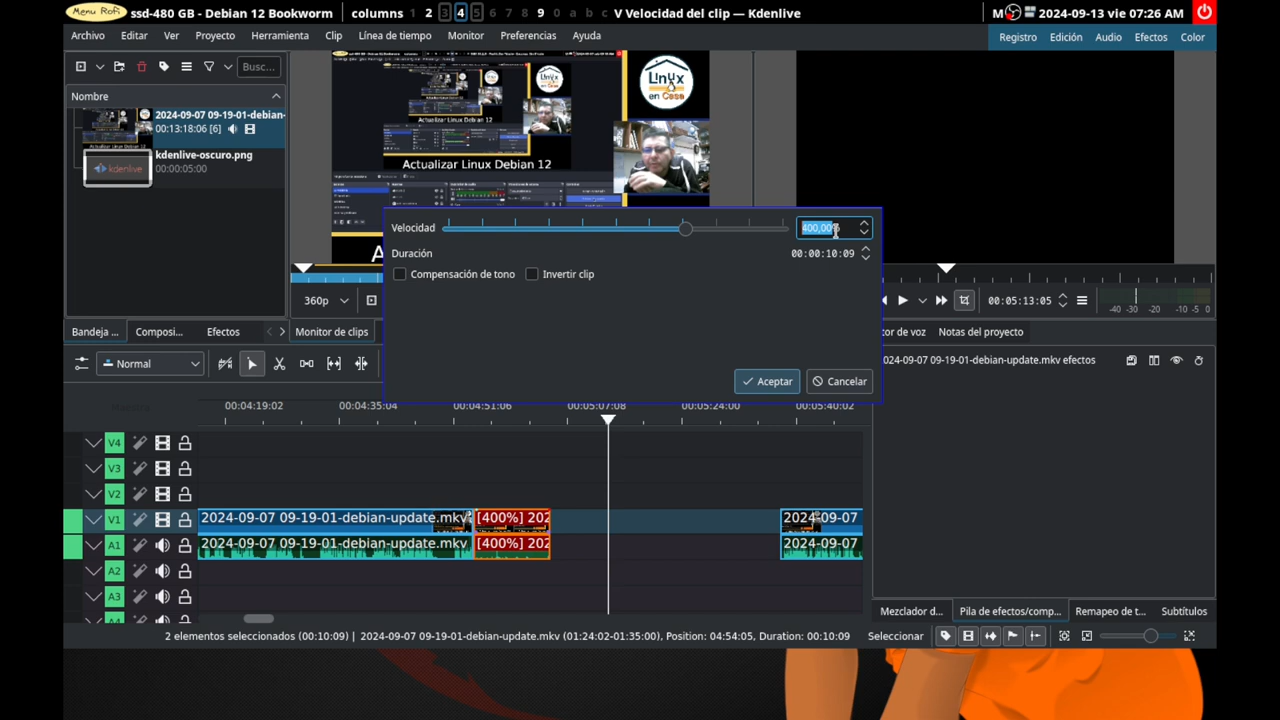 Menu Rofi ssd-480 GB - Debian 12 Bookworm columns 1 2 3 4 5 6 7 8 9 0 a b c V Velocidad del clip — Kdenlive M 2024-09-13 vie 07:26 AM
Archivo Editar Ver Proyecto Herramienta Clip Línea de tiempo Monitor Preferencias Ayuda Registro Edición Audio Efectos Color
Busc...
Nombre
2024-09-07 09-19-01-debian-
00:13:18:06 [6]
kdenlive-oscuro.png
00:00:05:00
kdenlive
Linux
en Casa
Actualizar Linux Debian 12
Velocidad 400,00%
Duración 00:00:10:09
Compensación de tono Invertir clip
Aceptar Cancelar
360p 00:05:13:05 -40 -30 -20 -10 -5 0
Bandeja ... Composi... Efectos Monitor de clips or de voz Notas del proyecto
Normal 2024-09-07 09-19-01-debian-update.mkv efectos
00:04:19:02 00:04:35:04 00:04:51:06 00:05:07:08 00:05:24:00 00:05:40:02
V4
V3
V2
V1 2024-09-07 09-19-01-debian-update.mkv [400%] 202 2024-09-07
A1 2024-09-07 09-19-01-debian-update.mkv [400%] 202 2024-09-07
A2
A3
A4
Mezclador d... Pila de efectos/comp... Remapeo de t... Subtítulos
2 elementos seleccionados (00:10:09) | 2024-09-07 09-19-01-debian-update.mkv (01:24:02-01:35:00), Position: 04:54:05, Duration: 00:10:09 Seleccionar